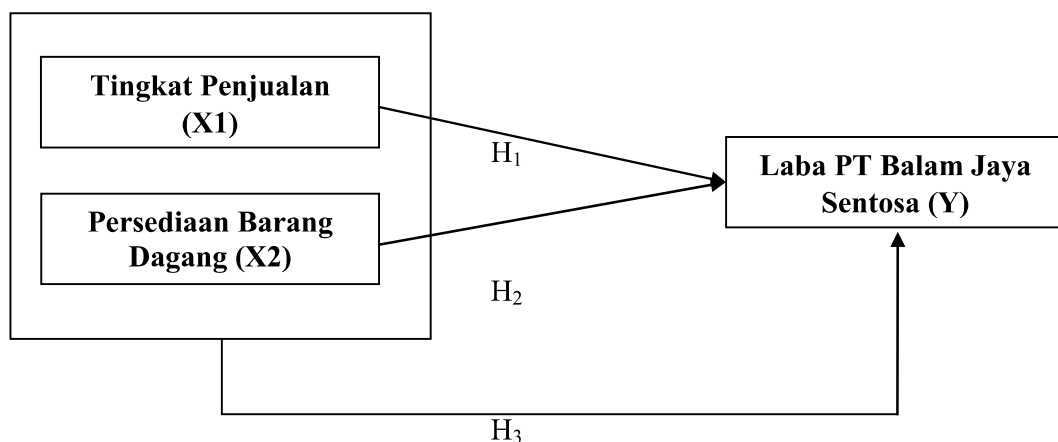 Tingkat Penjualan
(X1)
H₁
Laba PT Balam Jaya
Sentosa (Y)
Persediaan Barang
Dagang (X2)
H₂
H₃